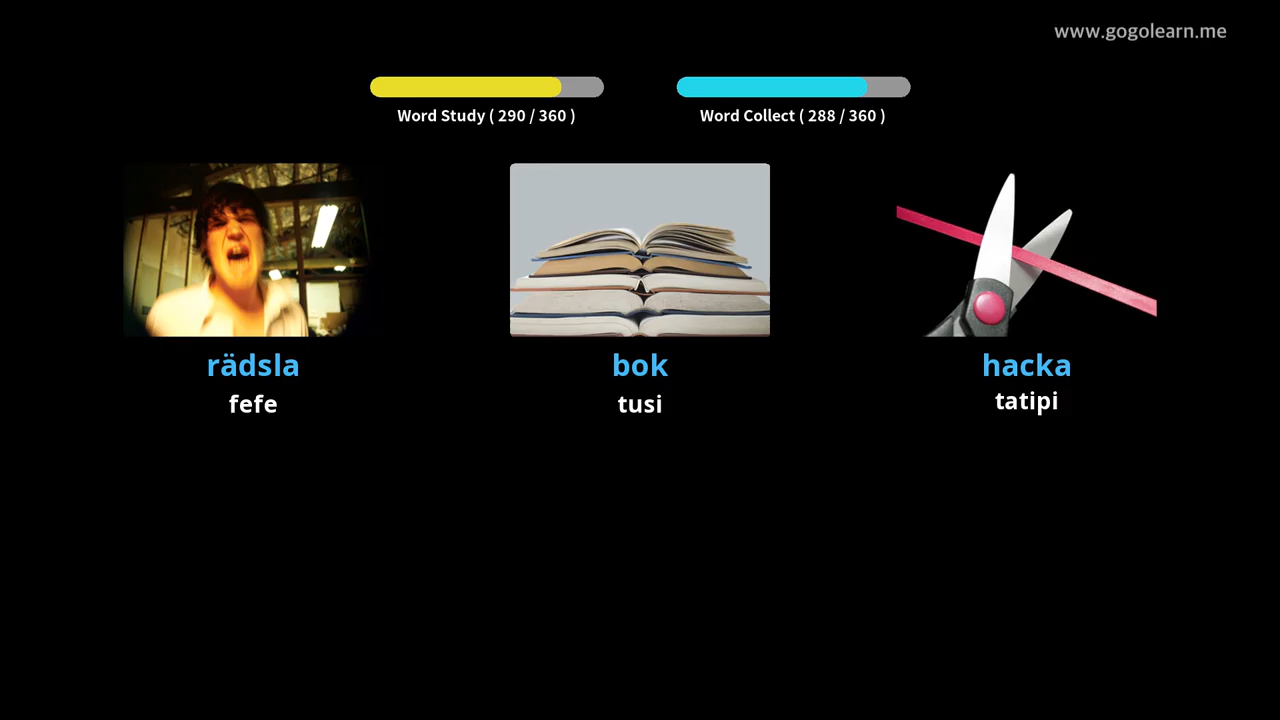 www.gogolearn.me
Word Study ( 290 / 360 )
Word Collect ( 288 / 360 )
rädsla
bok
hacka
fefe
tusi
tatipi